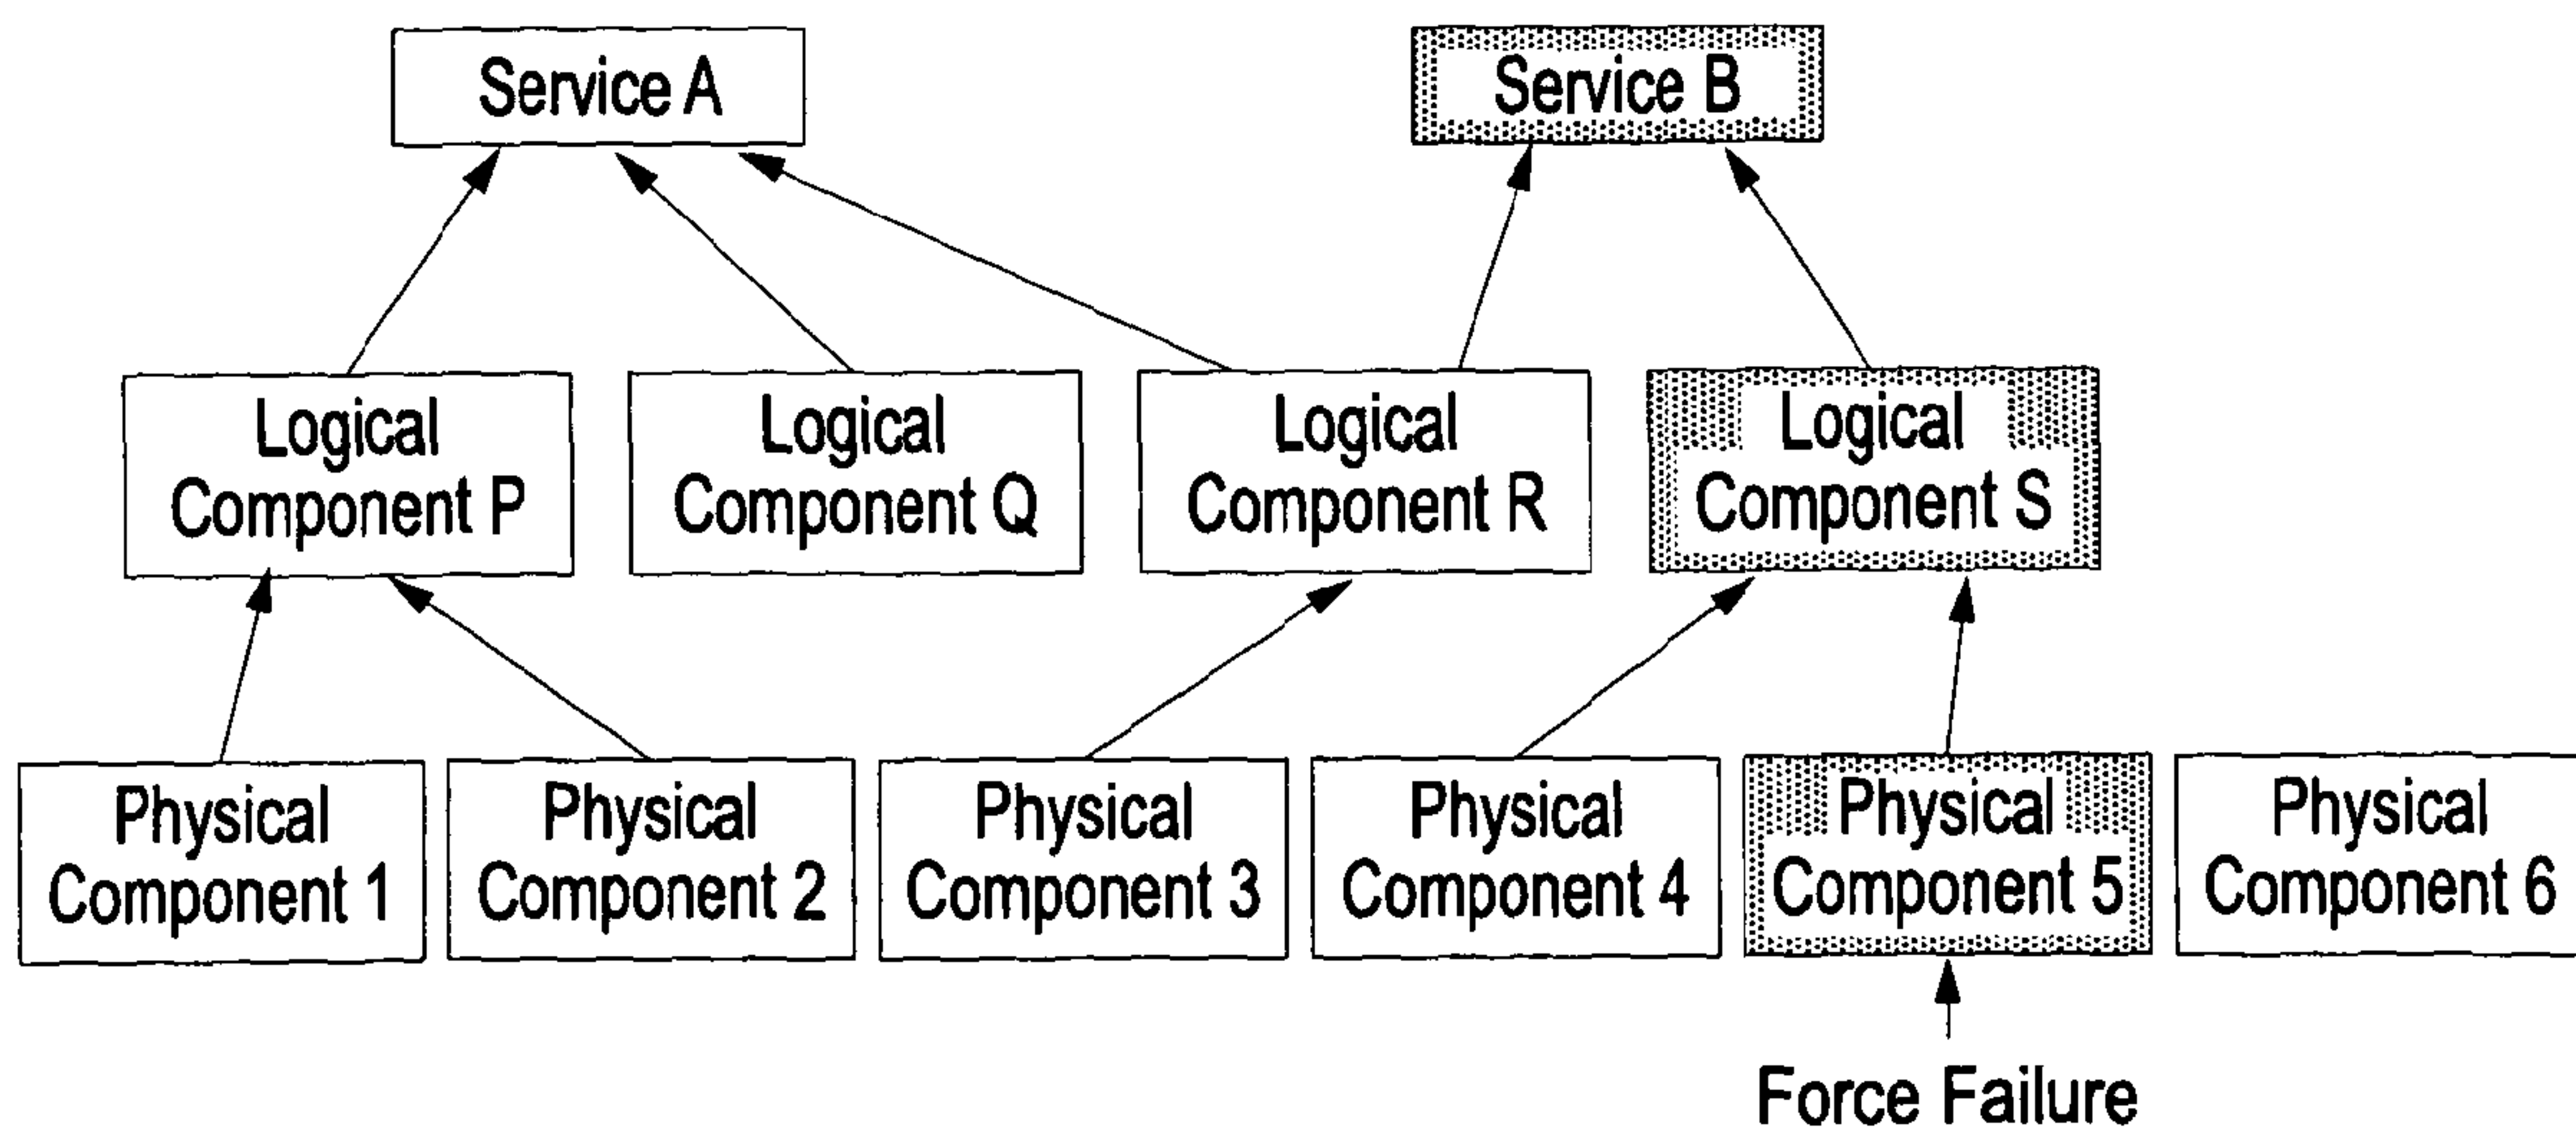 Service A
Service B
Logical
Component P
Logical
Component Q
Logical
Component R
Logical
Component S
Physical
Component 1
Physical
Component 2
Physical
Component 3
Physical
Component 4
Physical
Component 5
Physical
Component 6
Force Failure